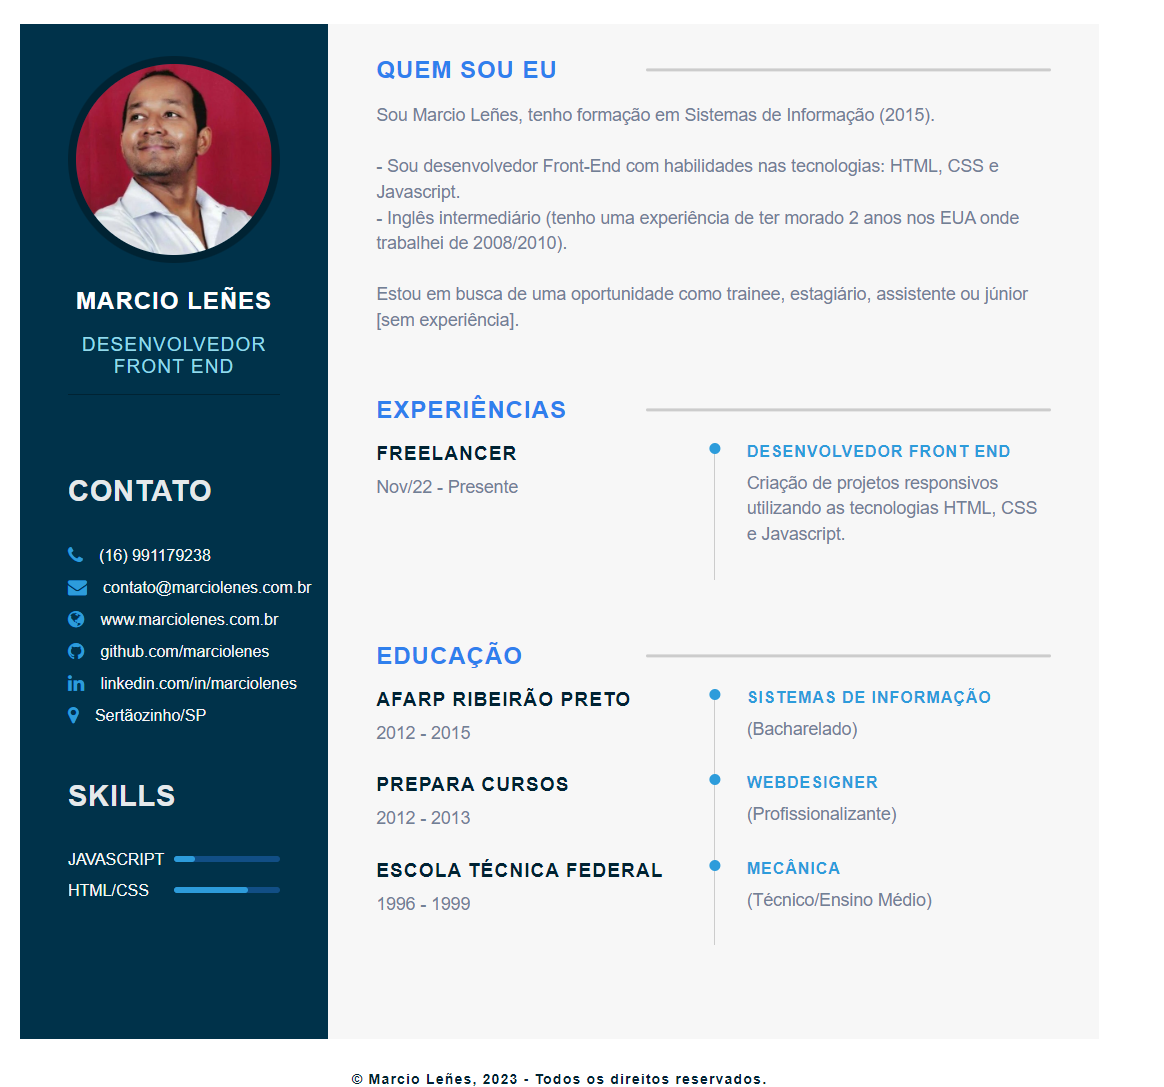 MARCIO LEÑES
DESENVOLVEDOR
FRONT END
CONTATO
(16) 991179238
contato@marciolenes.com.br
www.marciolenes.com.br
github.com/marciolenes
linkedin.com/in/marciolenes
Sertãozinho/SP
SKILLS
JAVASCRIPT
HTML/CSS
QUEM SOU EU
Sou Marcio Leñes, tenho formação em Sistemas de Informação (2015).
- Sou desenvolvedor Front-End com habilidades nas tecnologias: HTML, CSS e
Javascript.
- Inglês intermediário (tenho uma experiência de ter morado 2 anos nos EUA onde
trabalhei de 2008/2010).
Estou em busca de uma oportunidade como trainee, estagiário, assistente ou júnior
[sem experiência].
EXPERIÊNCIAS
FREELANCER
Nov/22 - Presente
DESENVOLVEDOR FRONT END
Criação de projetos responsivos
utilizando as tecnologias HTML, CSS
e Javascript.
EDUCAÇÃO
AFARP RIBEIRÃO PRETO
2012 - 2015
SISTEMAS DE INFORMAÇÃO
(Bacharelado)
PREPARA CURSOS
2012 - 2013
WEBDESIGNER
(Profissionalizante)
ESCOLA TÉCNICA FEDERAL
1996 - 1999
MECÂNICA
(Técnico/Ensino Médio)
© Marcio Leñes, 2023 - Todos os direitos reservados.